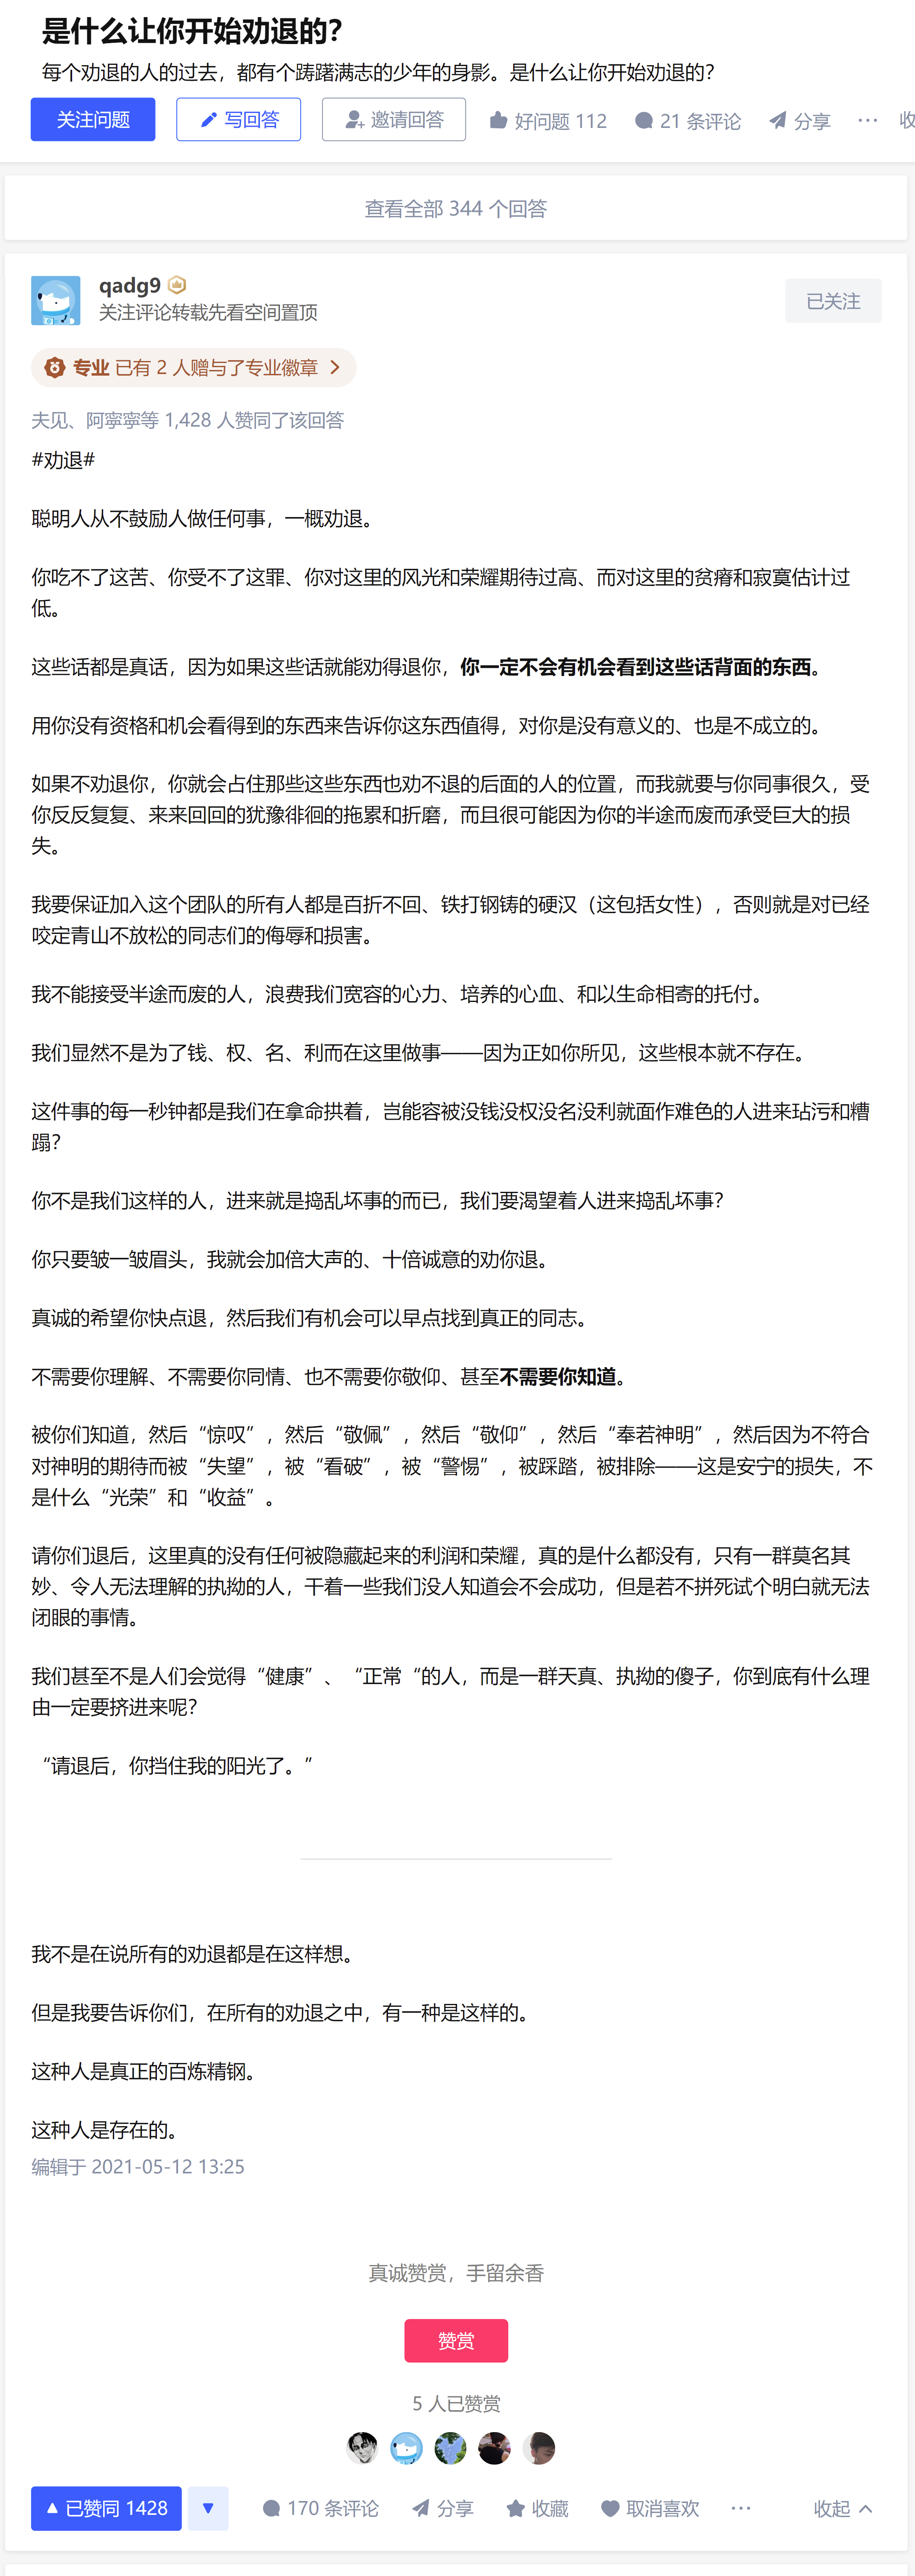 是什么让你开始劝退的？
每个劝退的人的过去，都有个踌躇满志的少年的身影。是什么让你开始劝退的？
关注问题 写回答 邀请回答 好问题 112 21 条评论 分享 ··· 收
查看全部 344 个回答
qadg9
关注评论转载先看空间置顶
已关注
专业 已有 2 人赠与了专业徽章
夫见、阿寧寧等 1,428 人赞同了该回答
#劝退#
聪明人从不鼓励人做任何事，一概劝退。
你吃不了这苦、你受不了这罪、你对这里的风光和荣耀期待过高、而对这里的贫瘠和寂寞估计过
低。
这些话都是真话，因为如果这些话就能劝得退你，你一定不会有机会看到这些话背面的东西。
用你没有资格和机会看得到的东西来告诉你这东西值得，对你是没有意义的、也是不成立的。
如果不劝退你，你就会占住那些这些东西也劝不退的后面的人的位置，而我就要与你同事很久，受
你反反复复、来来回回的犹豫徘徊的拖累和折磨，而且很可能因为你的半途而废而承受巨大的损
失。
我要保证加入这个团队的所有人都是百折不回、铁打钢铸的硬汉（这包括女性），否则就是对已经
咬定青山不放松的同志们的侮辱和损害。
我不能接受半途而废的人，浪费我们宽容的心力、培养的心血、和以生命相寄的托付。
我们显然不是为了钱、权、名、利而在这里做事——因为正如你所见，这些根本就不存在。
这件事的每一秒钟都是我们在拿命拱着，岂能容被没钱没权没名没利就面作难色的人进来玷污和糟
蹋？
你不是我们这样的人，进来就是捣乱坏事的而已，我们要渴望着人进来捣乱坏事？
你只要皱一皱眉头，我就会加倍大声的、十倍诚意的劝你退。
真诚的希望你快点退，然后我们有机会可以早点找到真正的同志。
不需要你理解、不需要你同情、也不需要你敬仰、甚至不需要你知道。
被你们知道，然后“惊叹”，然后“敬佩”，然后“敬仰”，然后“奉若神明”，然后因为不符合
对神明的期待而被“失望”，被“看破”，被“警惕”，被踩踏，被排除——这是安宁的损失，不
是什么“光荣”和“收益”。
请你们退后，这里真的没有任何被隐藏起来的利润和荣耀，真的是什么都没有，只有一群莫名其
妙、令人无法理解的执拗的人，干着一些我们没人知道会不会成功，但是若不拼死试个明白就无法
闭眼的事情。
我们甚至不是人们会觉得“健康”、“正常“的人，而是一群天真、执拗的傻子，你到底有什么理
由一定要挤进来呢？
“请退后，你挡住我的阳光了。”
我不是在说所有的劝退都是在这样想。
但是我要告诉你们，在所有的劝退之中，有一种是这样的。
这种人是真正的百炼精钢。
这种人是存在的。
编辑于 2021-05-12 13:25
真诚赞赏，手留余香
赞赏
5 人已赞赏
已赞同 1428 170 条评论 分享 收藏 取消喜欢 ··· 收起